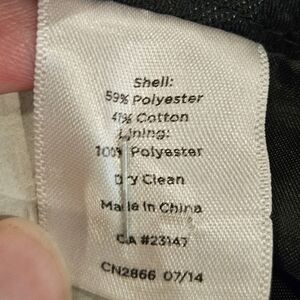 Shell:
59% Polyester
41% Cotton
Lining:
100% Polyester
Dry Clean
Made in China
CA #23147
CN2866 07/14